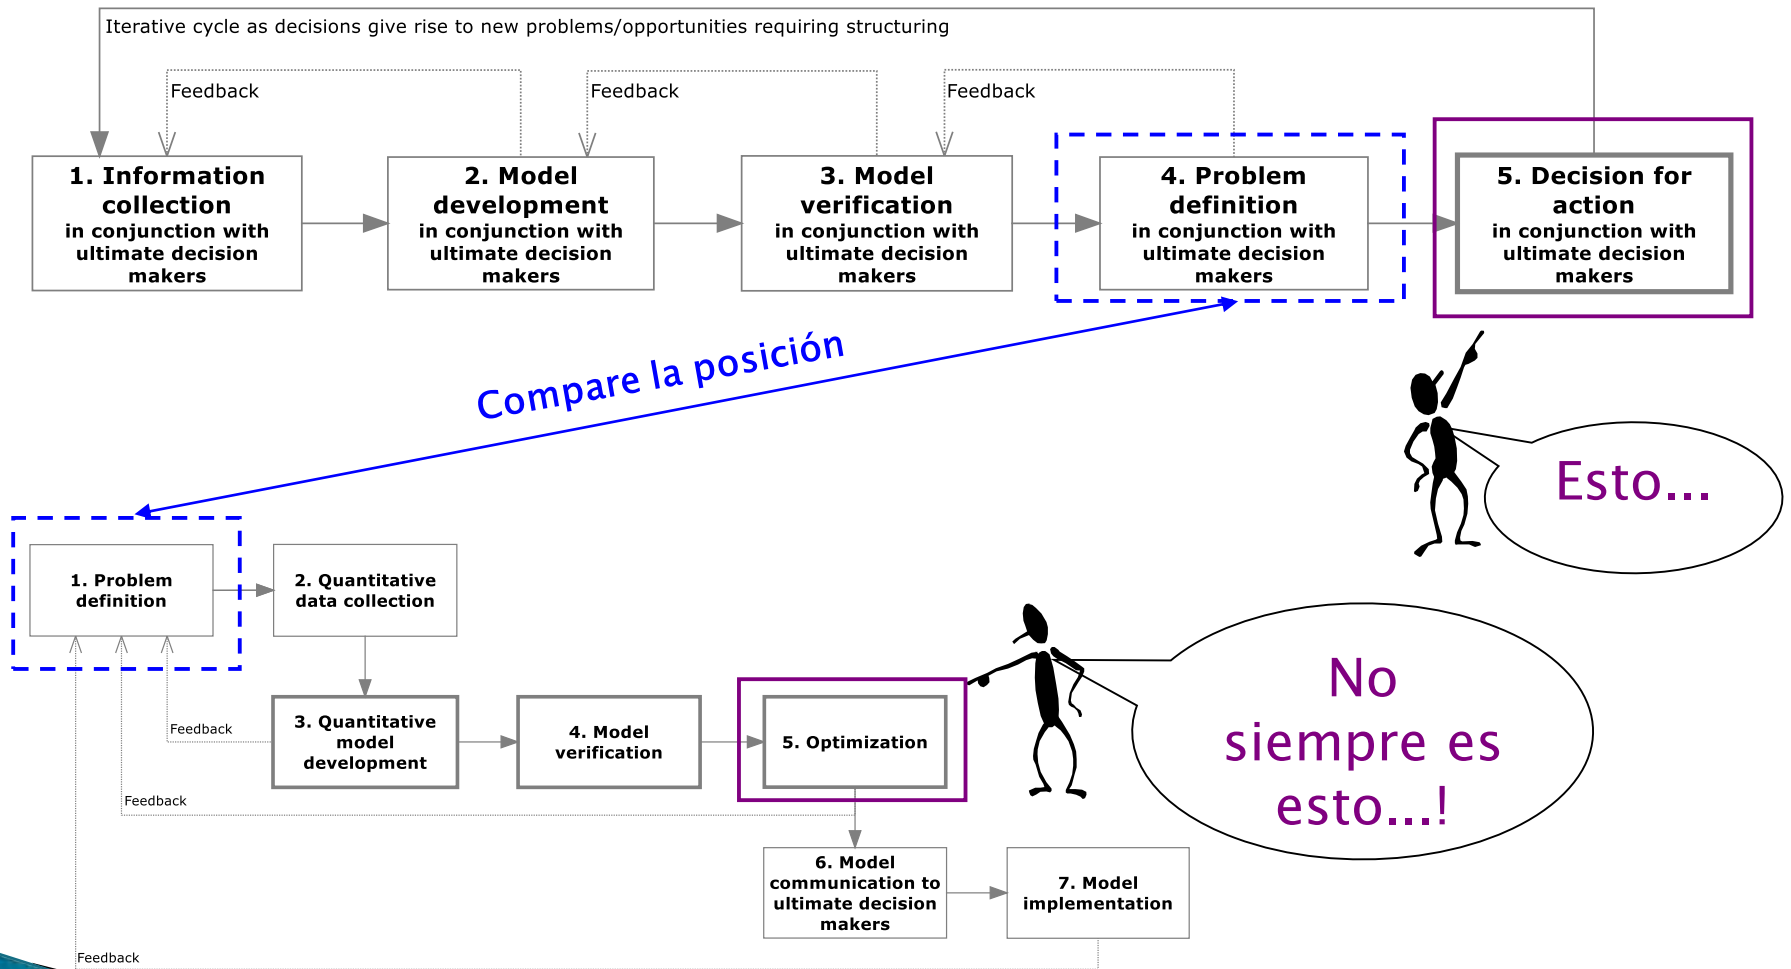 Iterative cycle as decisions give rise to new problems/opportunities requiring structuring
Feedback
Feedback
Feedback
1. Information
collection
in conjunction with
ultimate decision
makers
2. Model
development
in conjunction with
ultimate decision
makers
3. Model
verification
in conjunction with
ultimate decision
makers
4. Problem
definition
in conjunction with
ultimate decision
makers
5. Decision for
action
in conjunction with
ultimate decision
makers
Compare la posición
Esto...
1. Problem
definition
2. Quantitative
data collection
No
siempre es
esto...!
3. Quantitative
model
development
4. Model
verification
5. Optimization
Feedback
Feedback
6. Model
communication to
ultimate decision
makers
7. Model
implementation
Feedback